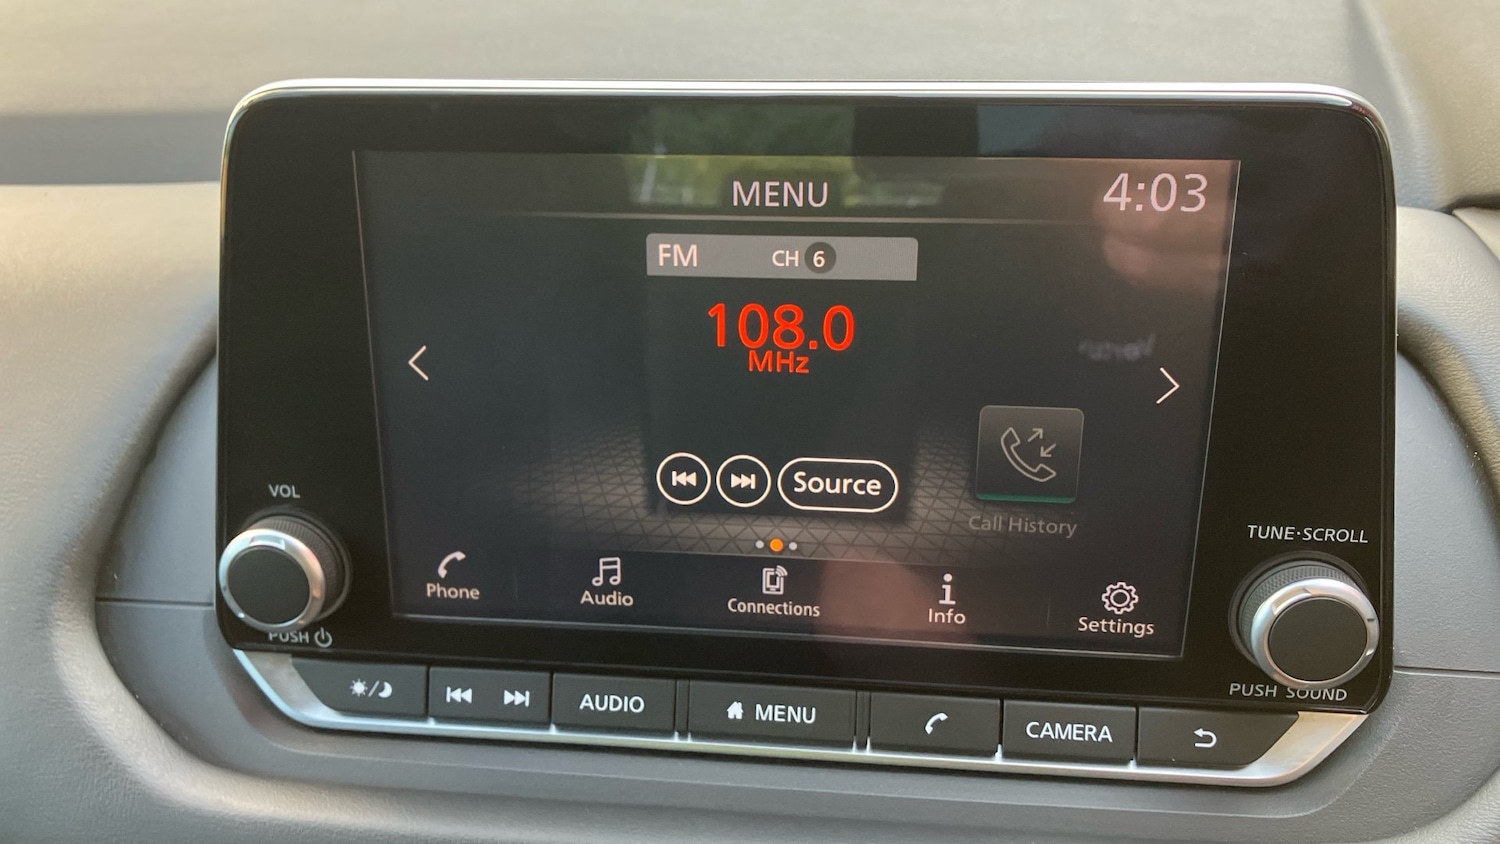 MENU
4:03
FM CH 6
108.0
MHz
Source
Call History
Phone
Audio
Connections
Info
Settings
VOL
PUSH
TUNE·SCROLL
PUSH SOUND
AUDIO
MENU
CAMERA